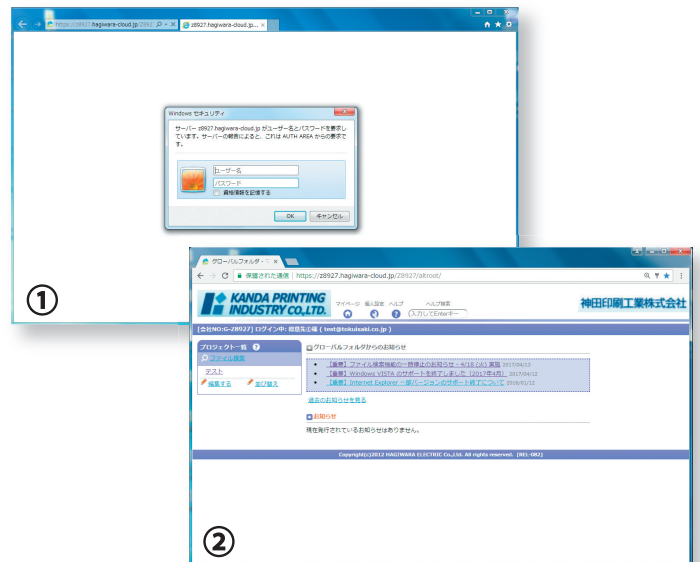 https://z8927.hagiwara-cloud.jp/Z8927
z8927.hagiwara-cloud.jp...
Windows セキュリティ
サーバー z8927.hagiwara-cloud.jp がユーザー名とパスワードを要求し
ています。サーバーの報告によると、これは AUTH AREA からの要求で
す。
ユーザー名
パスワード
資格情報を記憶する
OK キャンセル
①
グローバルフォルダ -
保護された通信 https://z8927.hagiwara-cloud.jp/Z8927/altroot/
KANDA PRINTING
INDUSTRY CO.,LTD.
マイページ 個人設定 ヘルプ ヘルプ検索
(入力してEnterキー
神田印刷工業株式会社
[会社NO:G-Z8927] ログイン中: 得意先の様 ( test@tokuisaki.co.jp )
プロジェクト一覧
ファイル検索
テスト
編集する 並び替え
グローバルフォルダからのお知らせ
【重要】ファイル検索機能の一時停止のお知らせ - 4/18 (火) 実施 2017/04/13
【重要】Windows VISTA のサポートを終了しました（2017年4月） 2017/04/12
【重要】Internet Explorer 一部バージョンのサポート終了について 2016/01/12
過去のお知らせを見る
お知らせ
現在発行されているお知らせはありません。
Copyright(c)2012 HAGIWARA ELECTRIC Co.,Ltd. All rights reserved. [REL-082]
②